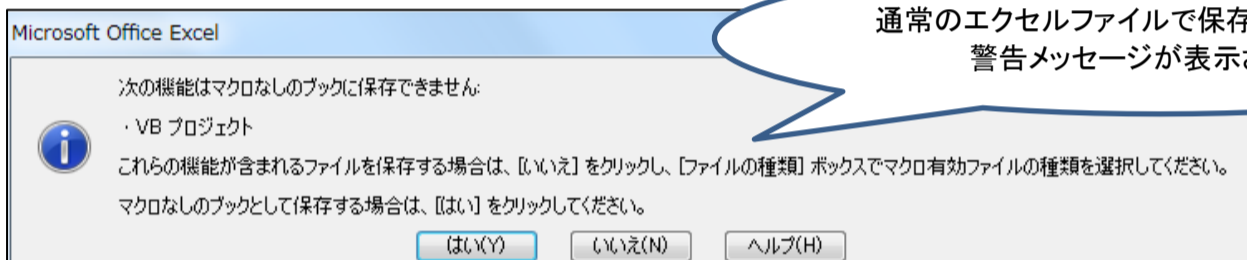 Microsoft Office Excel
通常のエクセルファイルで保存
警告メッセージが表示
次の機能はマクロなしのブックに保存できません:
・VB プロジェクト
これらの機能が含まれるファイルを保存する場合は、[いいえ] をクリックし、[ファイルの種類] ボックスでマクロ有効ファイルの種類を選択してください。
マクロなしのブックとして保存する場合は、[はい] をクリックしてください。
はい(Y) いいえ(N) ヘルプ(H)